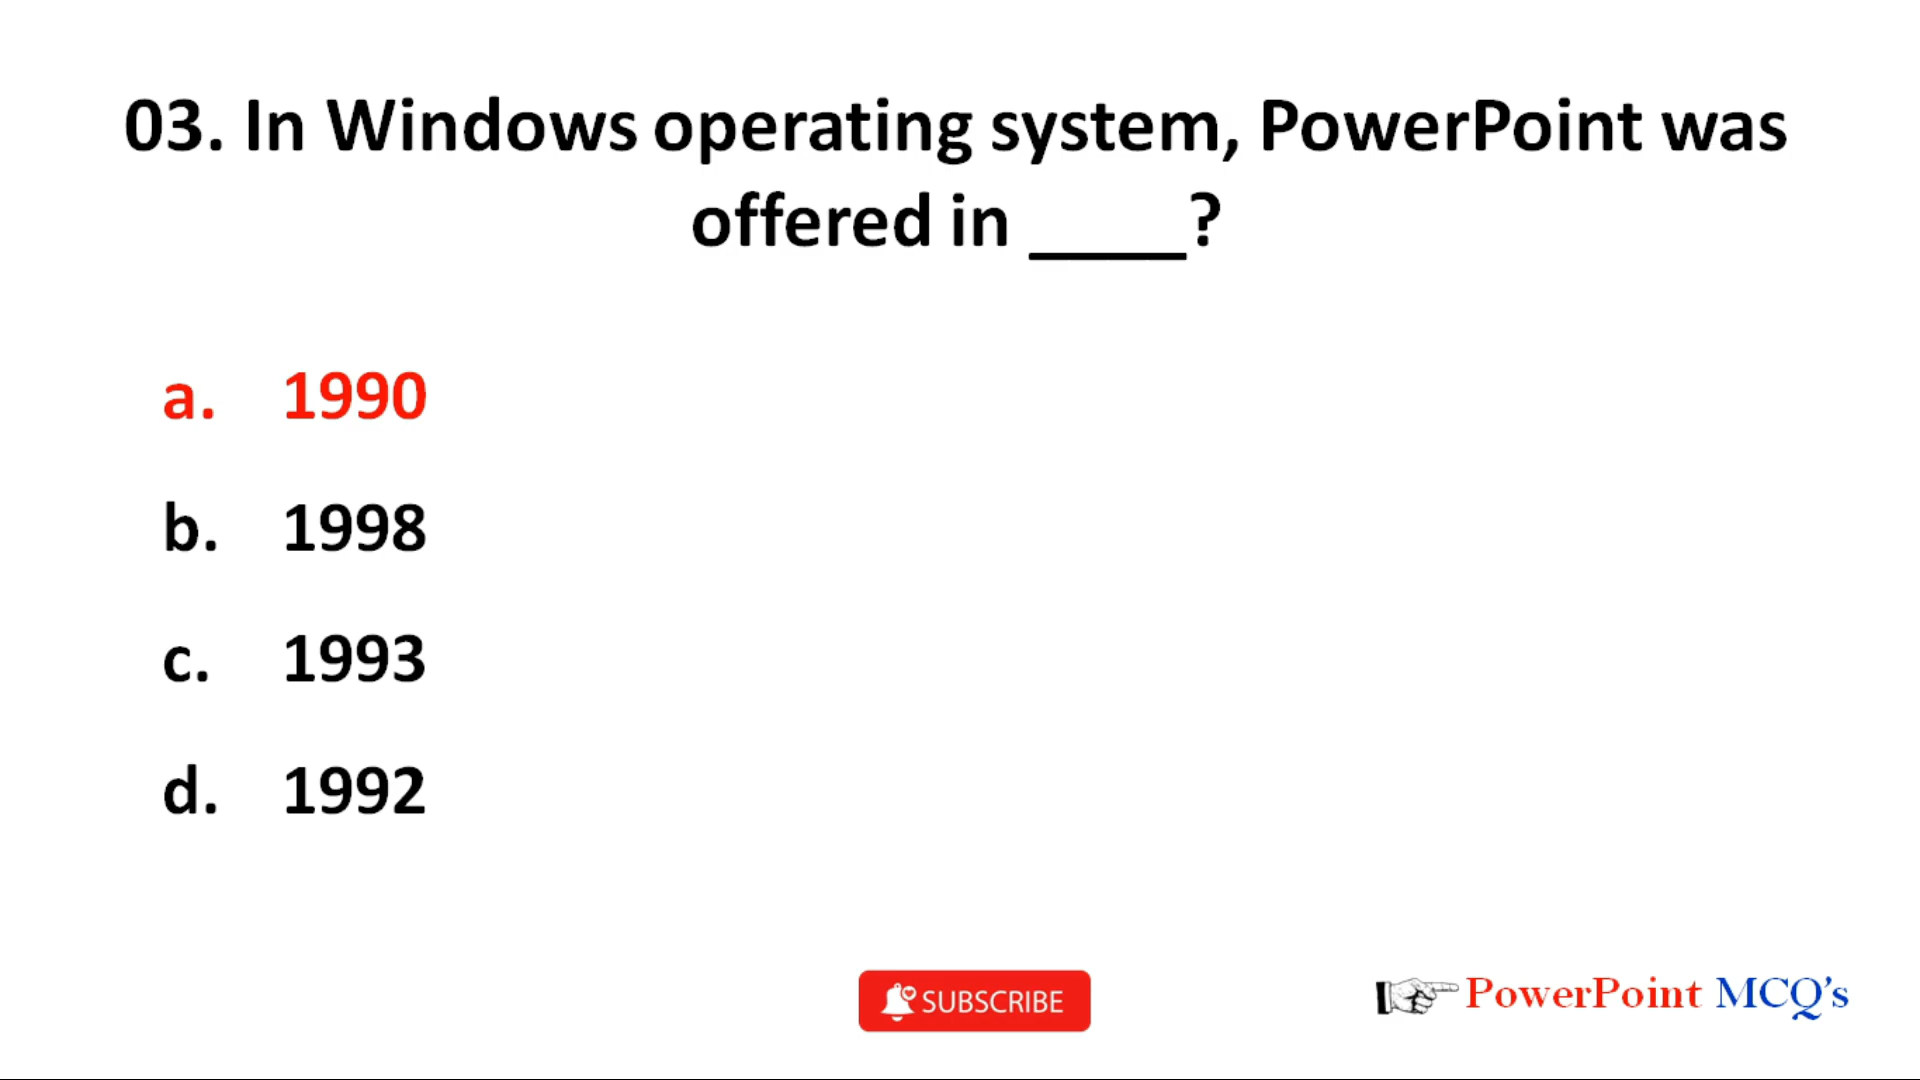 03. In Windows operating system, PowerPoint was
offered in ____?
a. 1990
b. 1998
c. 1993
d. 1992
SUBSCRIBE
PowerPoint MCQ's